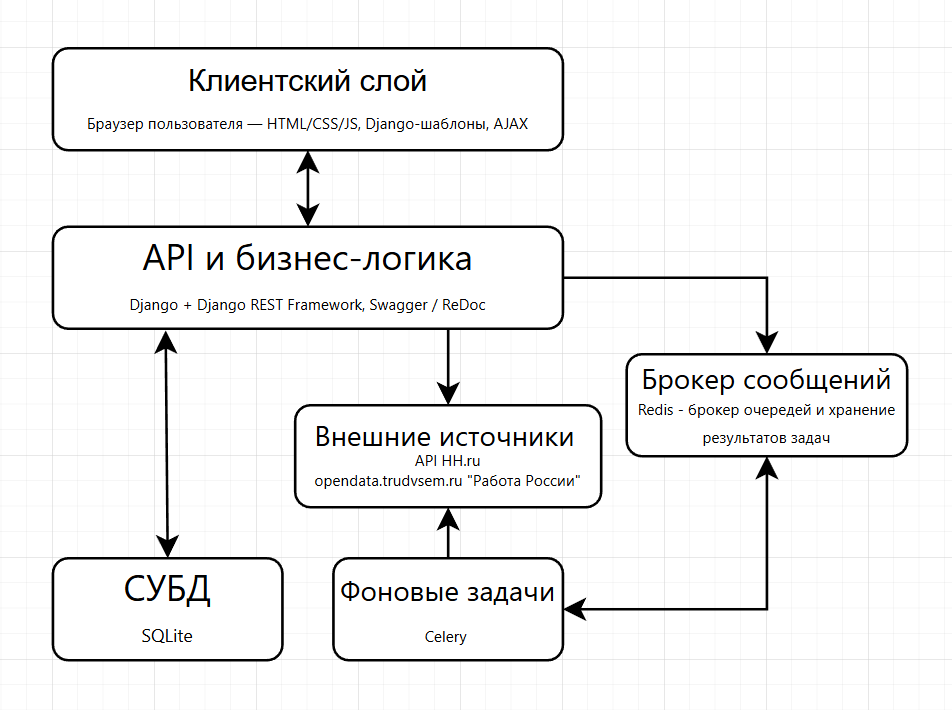 Клиентский слой
Браузер пользователя — HTML/CSS/JS, Django-шаблоны, AJAX
API и бизнес-логика
Django + Django REST Framework, Swagger / ReDoc
Брокер сообщений
Redis - брокер очередей и хранение
результатов задач
Внешние источники
API HH.ru
opendata.trudvsem.ru "Работа России"
СУБД
SQLite
Фоновые задачи
Celery